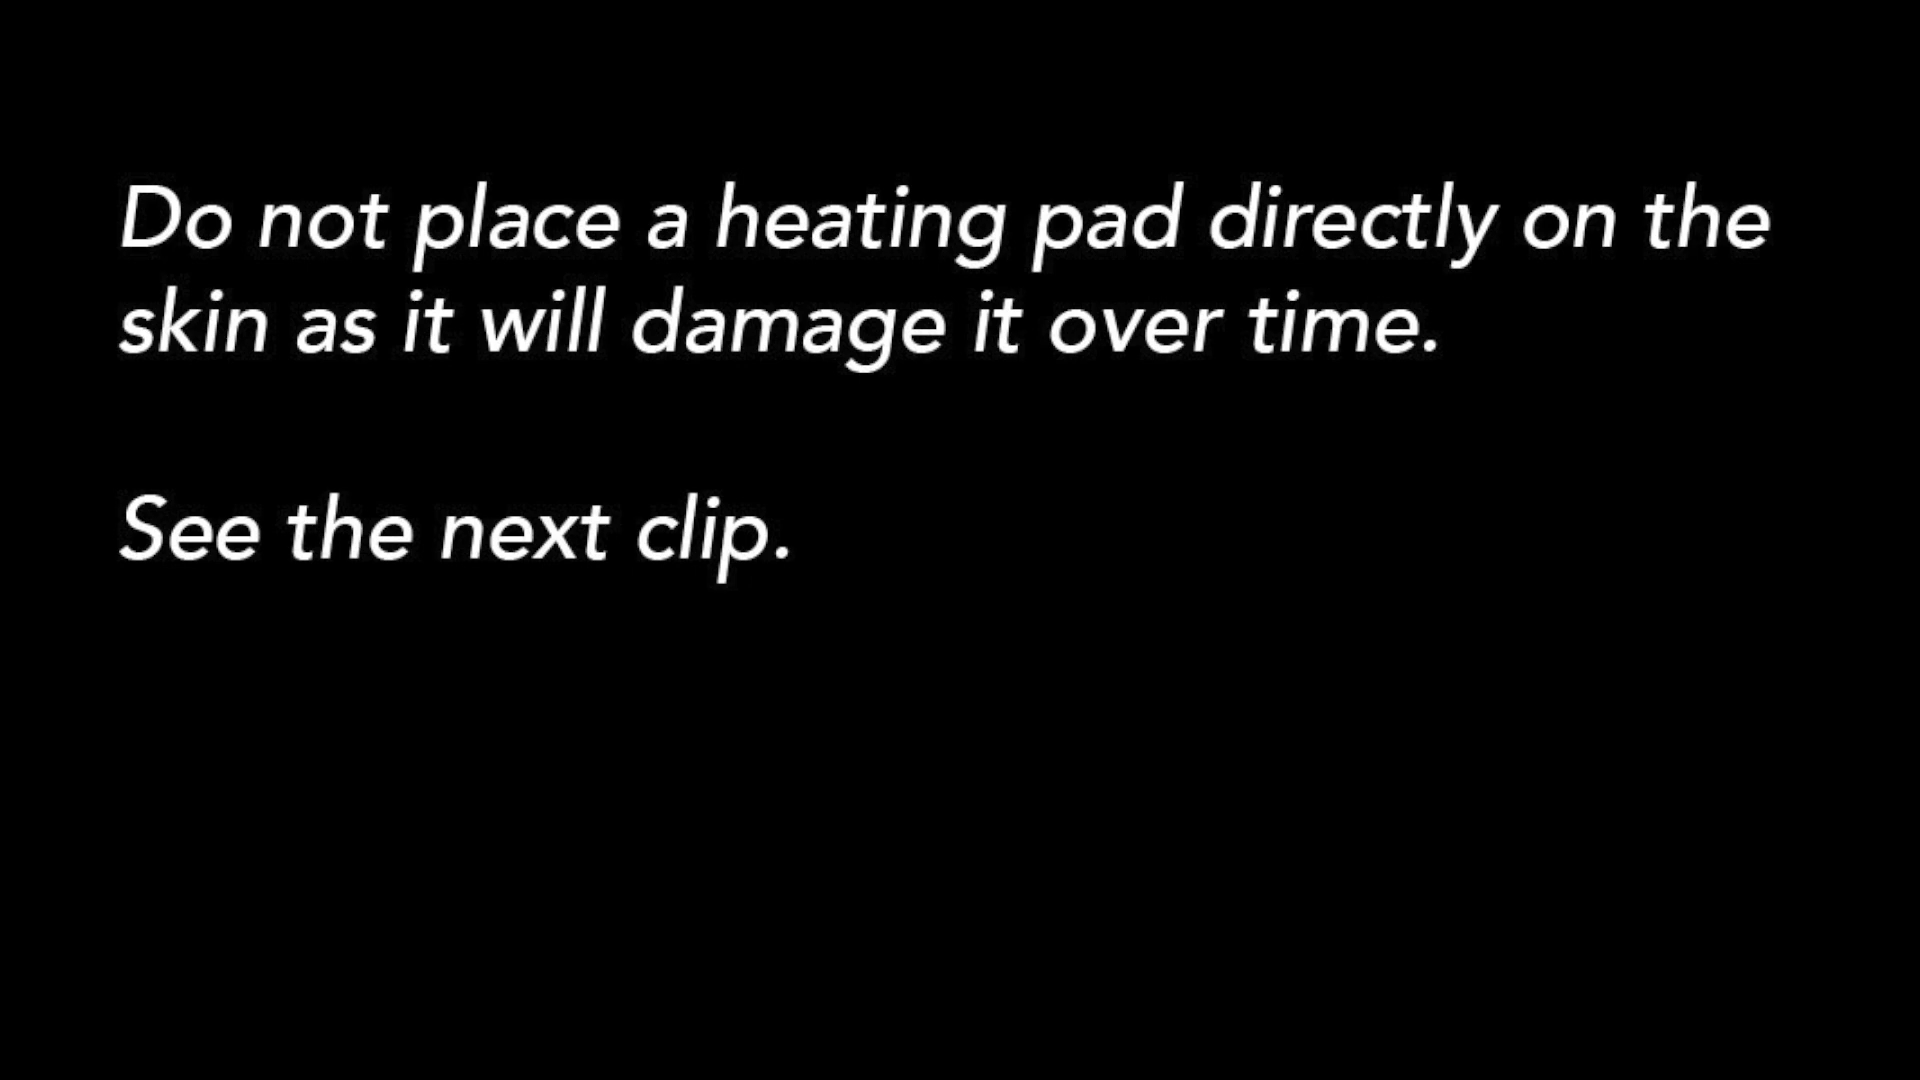 Do not place a heating pad directly on the
skin as it will damage it over time.
See the next clip.